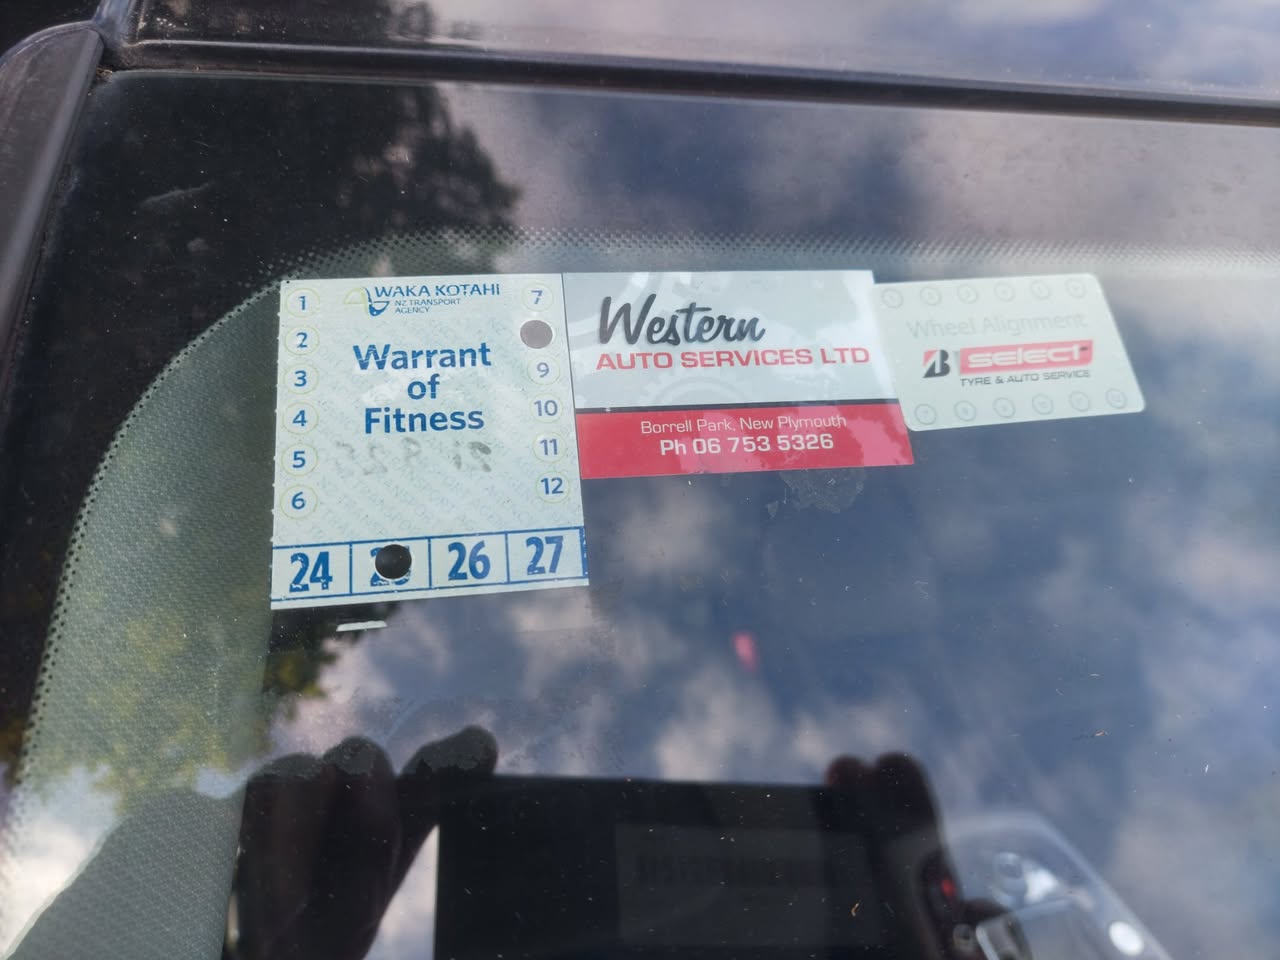 WAKA KOTAHI
NZ TRANSPORT
AGENCY
Warrant
of
Fitness
1
2
3
4
5
6
7
9
10
11
12
24
26
27
Western
AUTO SERVICES LTD
Borrell Park, New Plymouth
Ph 06 753 5326
Wheel Alignment
select
TYRE & AUTO SERVICE